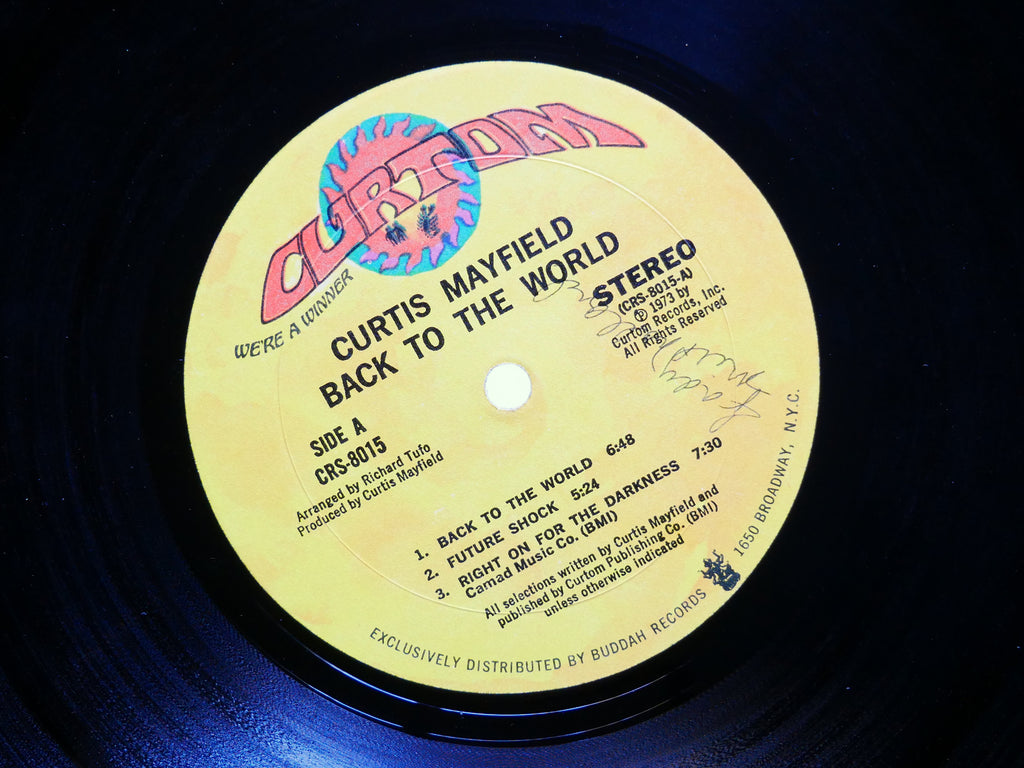 CURTOM
WE'RE A WINNER
CURTIS MAYFIELD
BACK TO THE WORLD
STEREO
(CRS-8015-A)
℗ 1973 by
Curtom Records, Inc.
All Rights Reserved
SIDE A
CRS-8015
Arranged by Richard Tufo
Produced by Curtis Mayfield
1. BACK TO THE WORLD 6:48
2. FUTURE SHOCK 5:24
3. RIGHT ON FOR THE DARKNESS 7:30
Camad Music Co. (BMI)
All selections written by Curtis Mayfield and
published by Curtom Publishing Co. (BMI)
unless otherwise indicated
EXCLUSIVELY DISTRIBUTED BY BUDDAH RECORDS 1650 BROADWAY, N.Y.C.